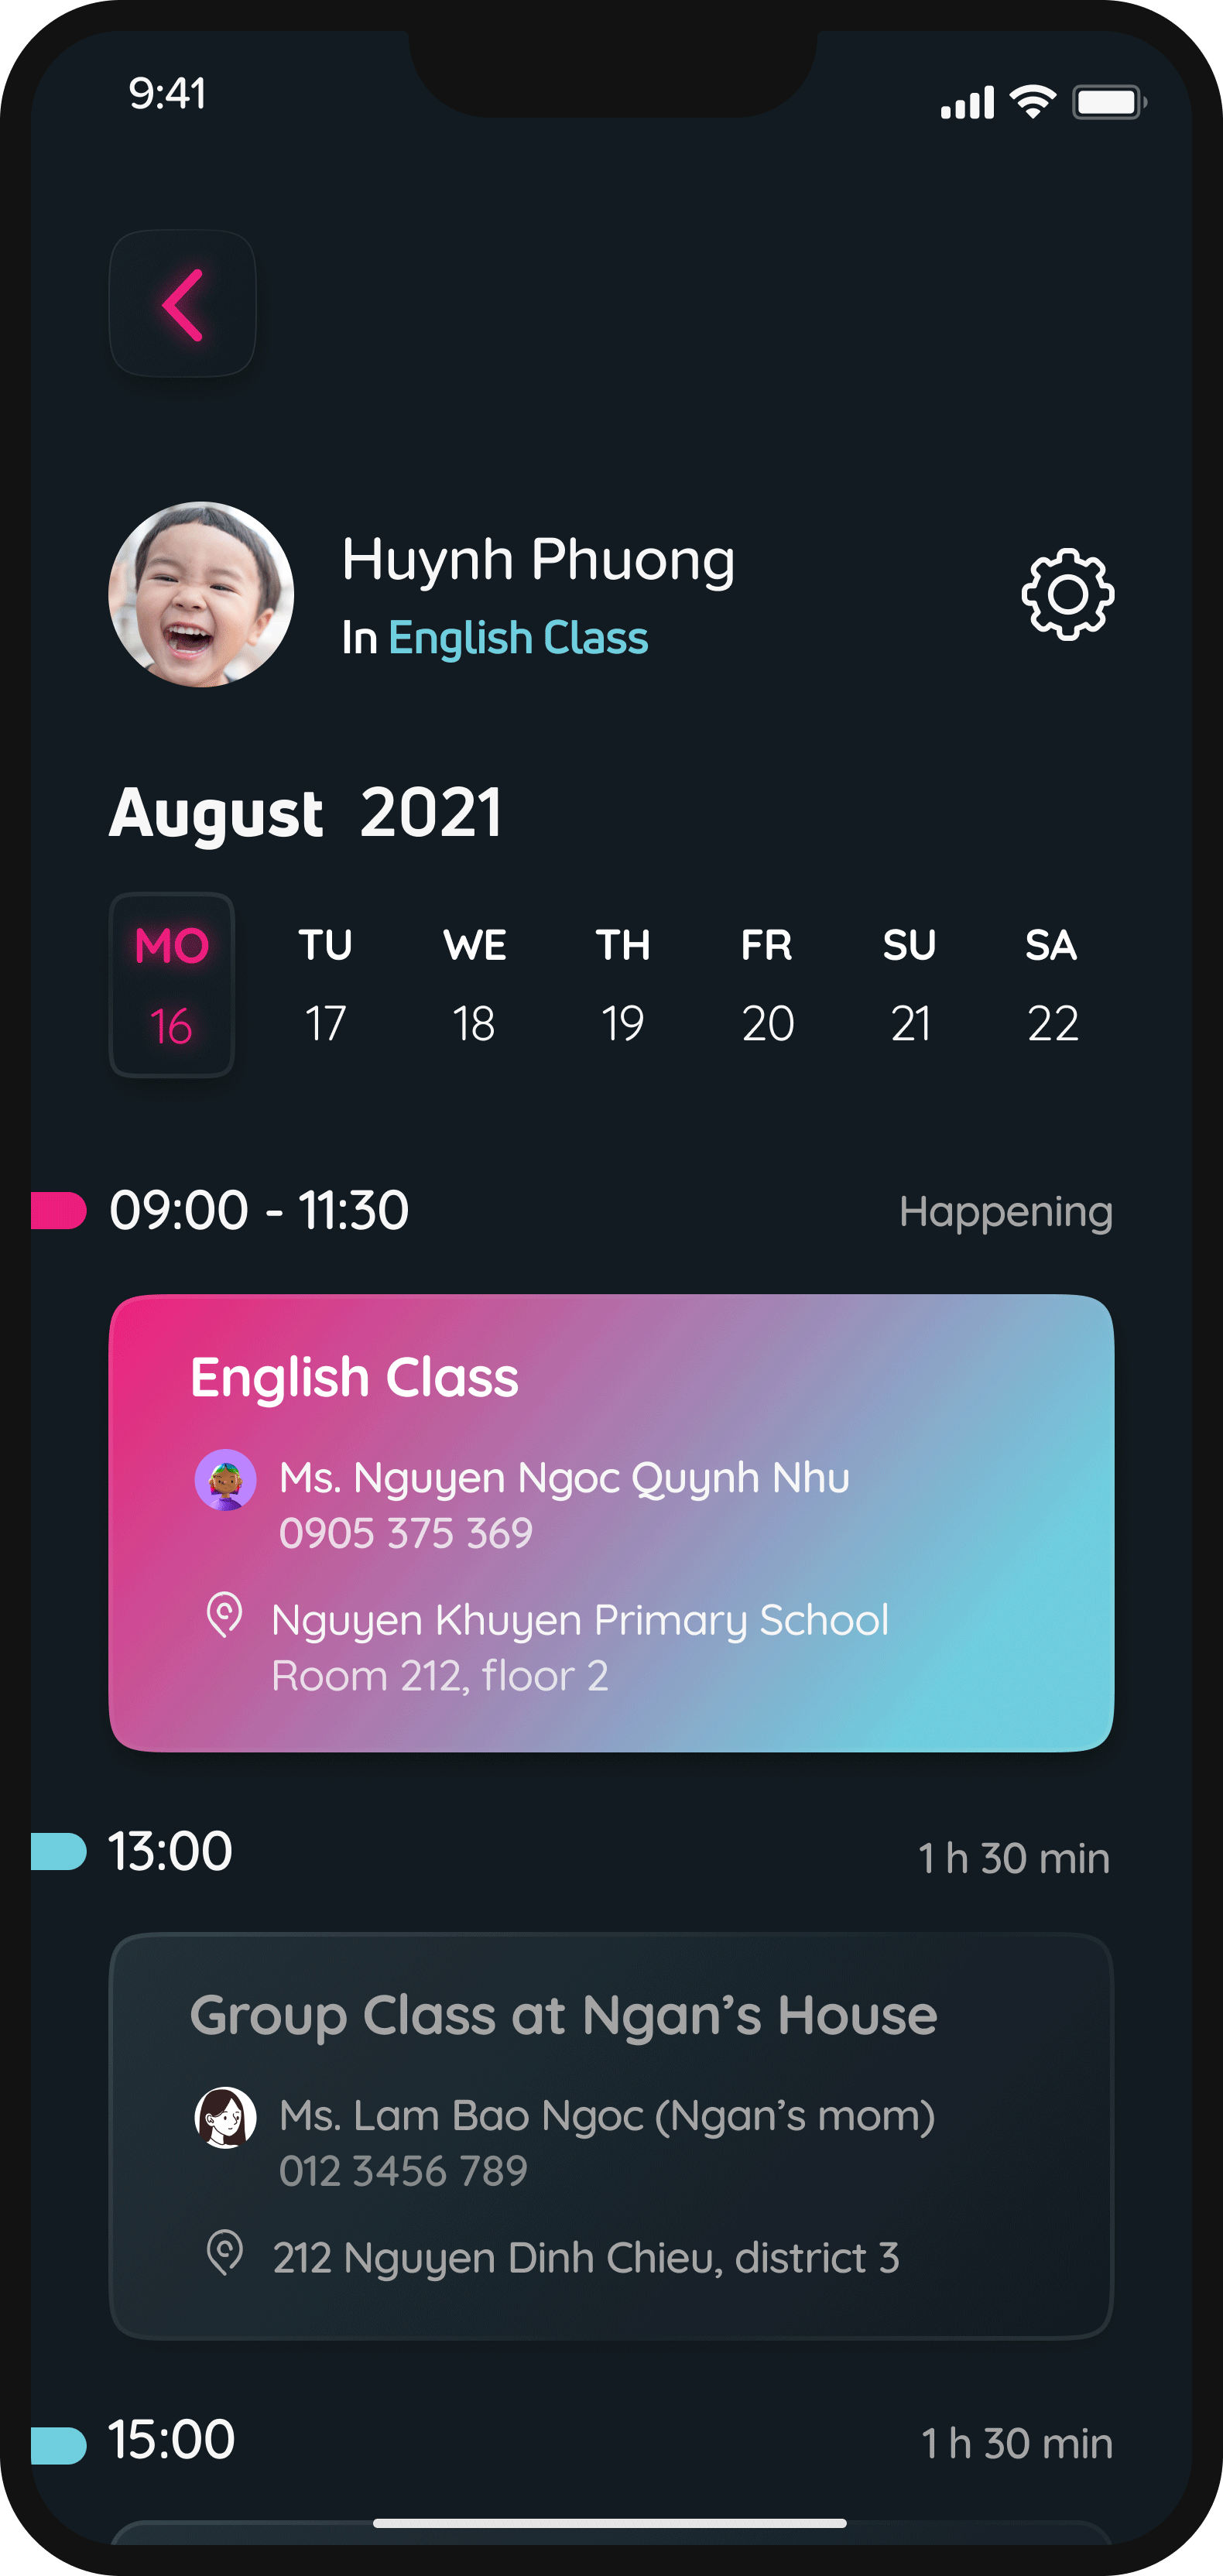 9:41
Huynh Phuong
In English Class
August 2021
MO TU WE TH FR SU SA
16 17 18 19 20 21 22
09:00 - 11:30 Happening
English Class
Ms. Nguyen Ngoc Quynh Nhu
0905 375 369
Nguyen Khuyen Primary School
Room 212, floor 2
13:00 1 h 30 min
Group Class at Ngan’s House
Ms. Lam Bao Ngoc (Ngan’s mom)
012 3456 789
212 Nguyen Dinh Chieu, district 3
15:00 1 h 30 min